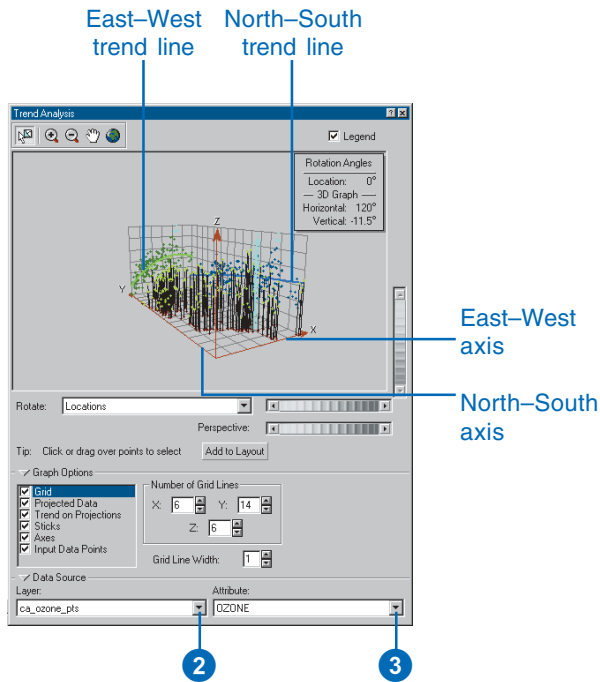 East–West
trend line
North–South
trend line
Trend Analysis
Legend
Rotation Angles
Location: 0°
3D Graph
Horizontal: 120°
Vertical: -11.5°
Z
Y
X
East–West
axis
North–South
axis
Rotate: Locations
Perspective:
Tip: Click or drag over points to select Add to Layout
Graph Options
Grid
Projected Data
Trend on Projections
Sticks
Axes
Input Data Points
Number of Grid Lines
X: 6 Y: 14
Z: 6
Grid Line Width: 1
Data Source
Layer: Attribute:
ca_ozone_pts OZONE
2 3